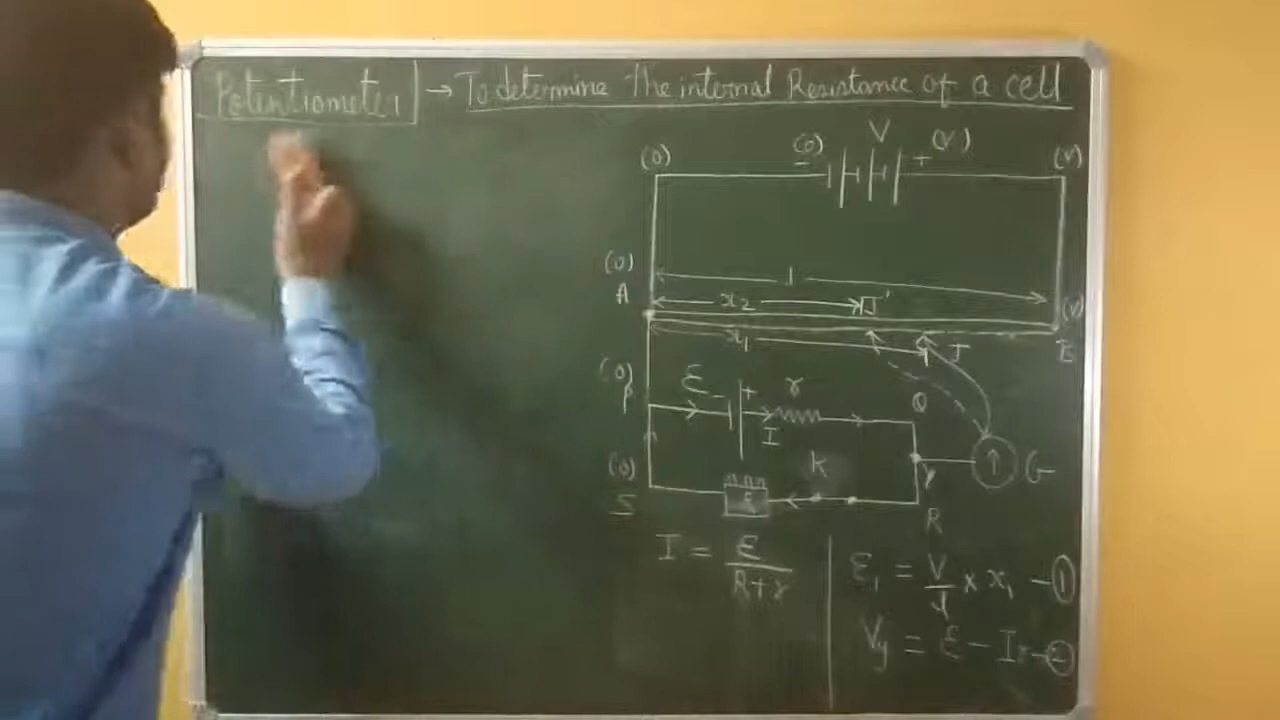 Potentiometer → To determine The internal Resistance of a cell
V
(0) (0) - + (V) (V)
(0) l
A x₂ J' (V)
x₁ J B
(0) ε - + r
P I Q
K G
(0) y
S R
I = ε / R+r
ε₁ = V/l × x₁ - ①
Vy = ε - Ir - ②